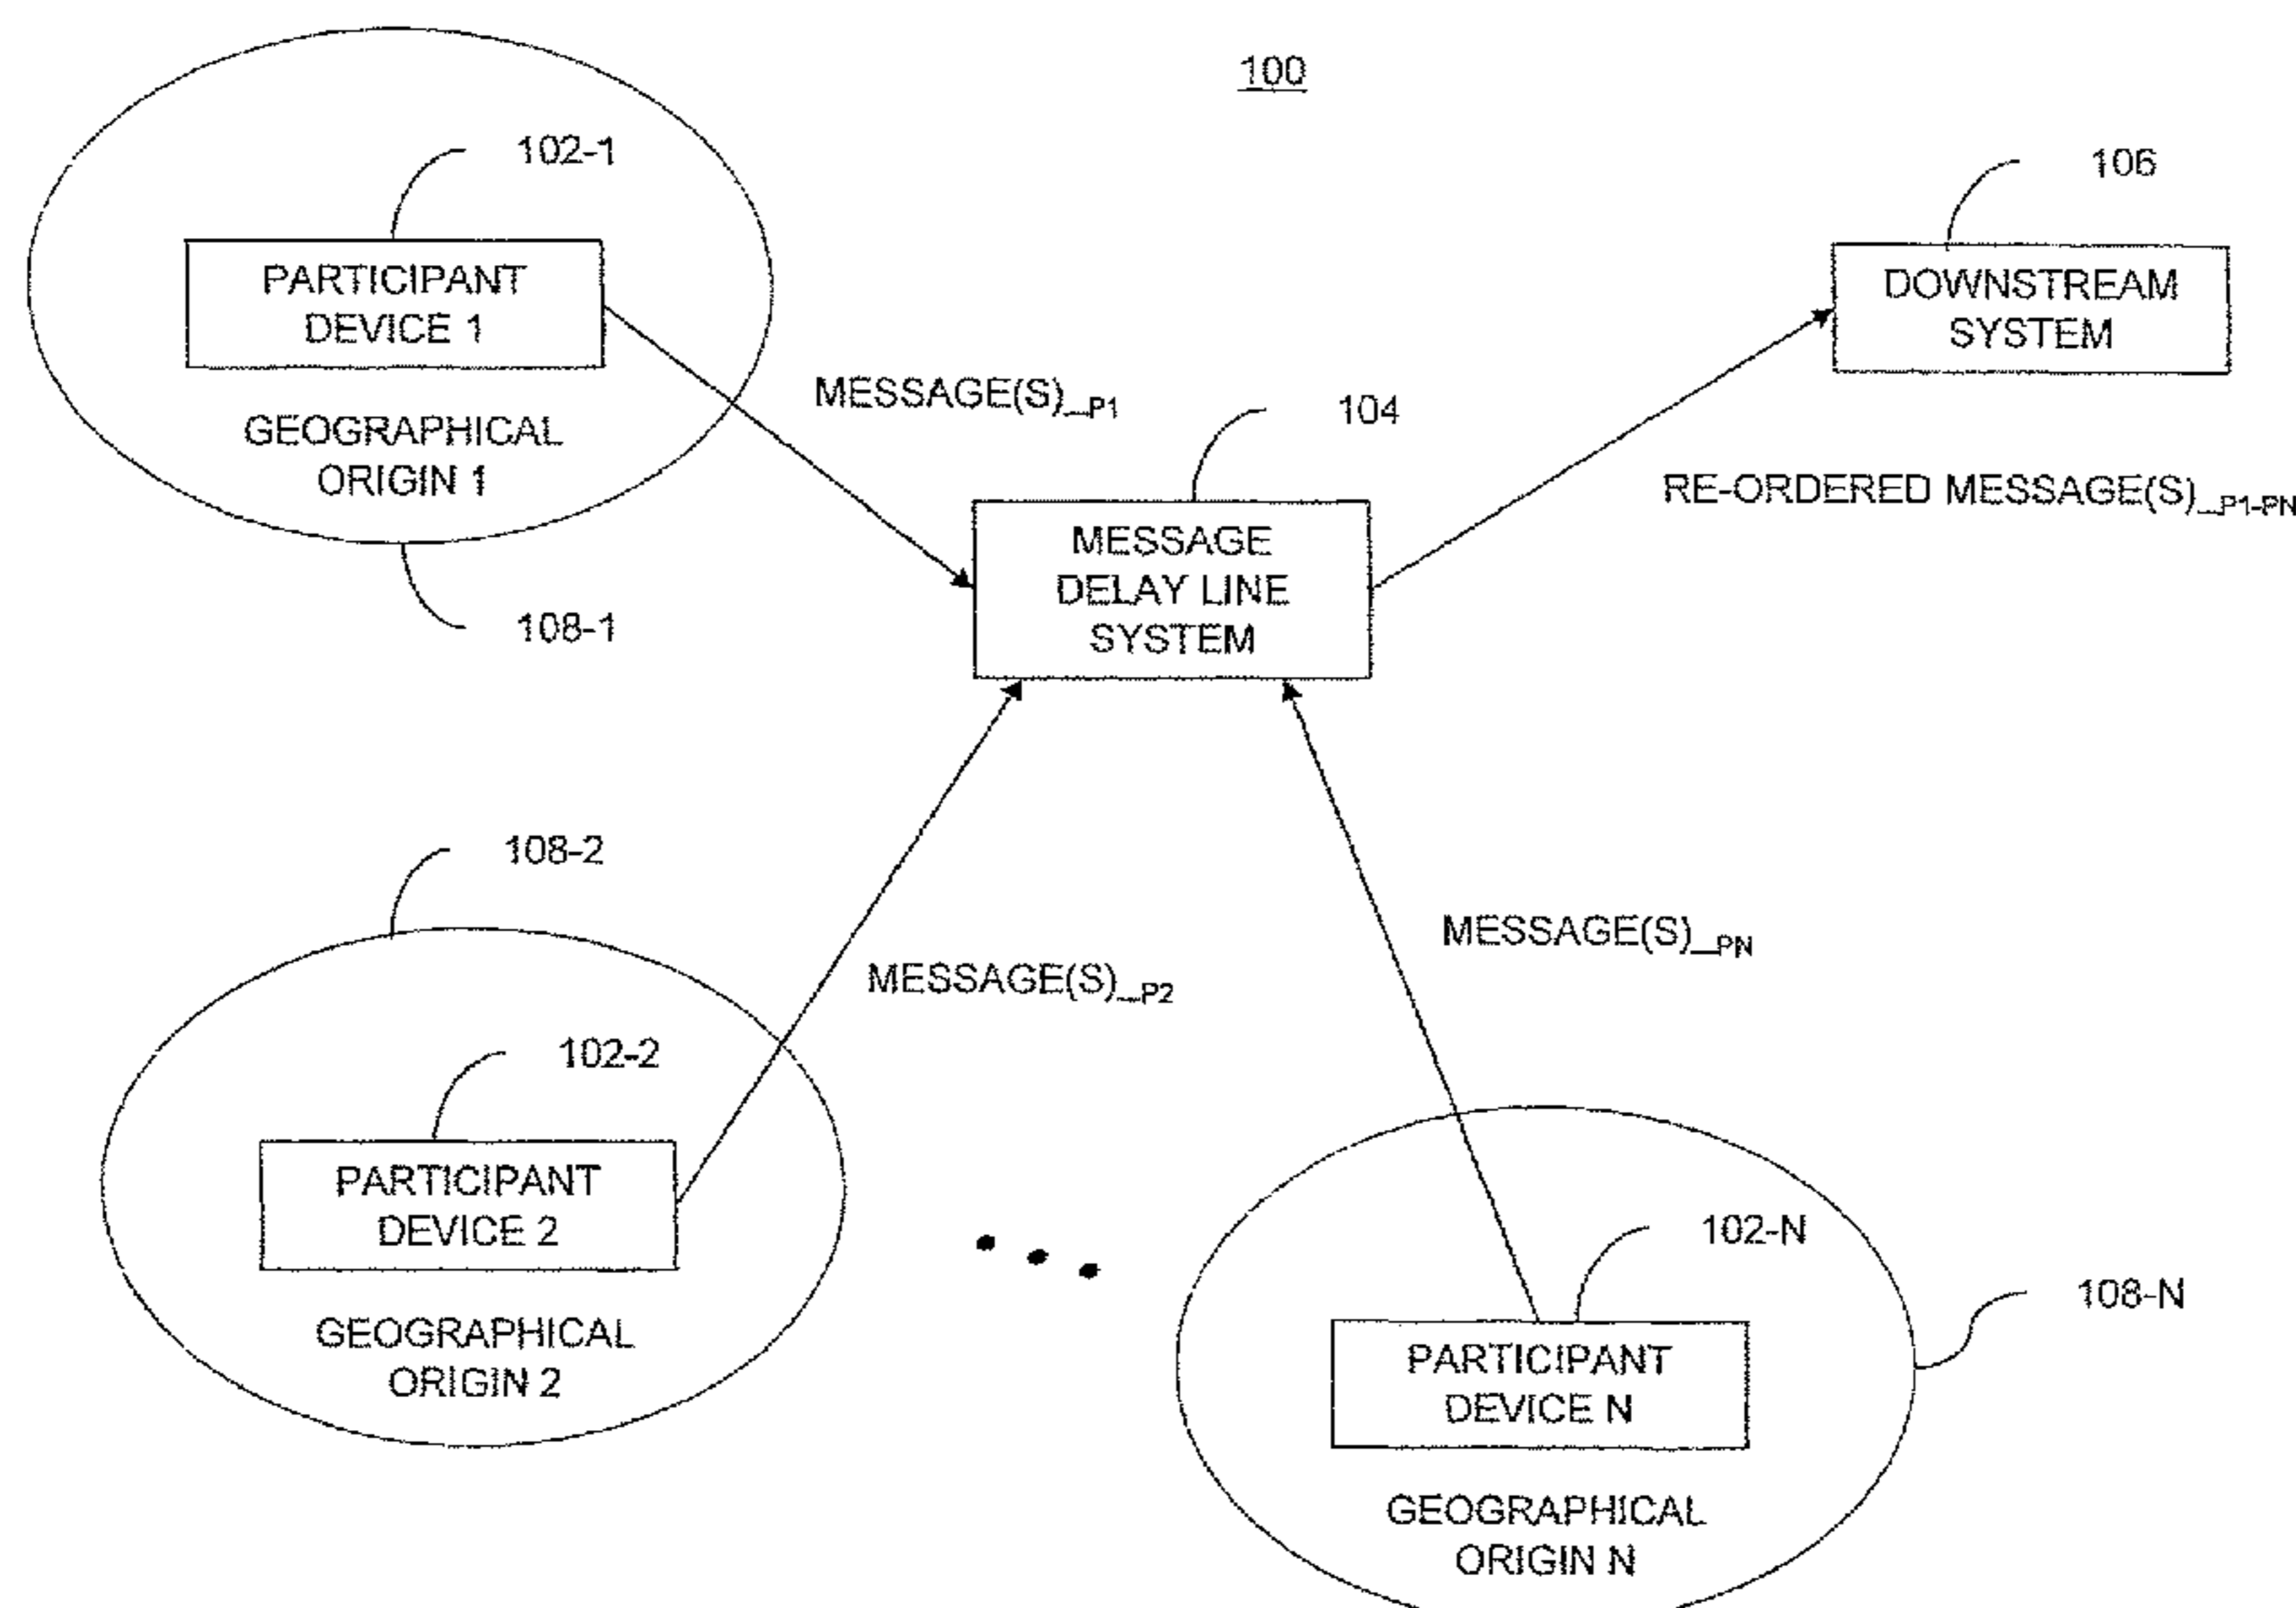 100
102-1
PARTICIPANT
DEVICE 1
GEOGRAPHICAL
ORIGIN 1
108-1
MESSAGE(S)_P1
106
DOWNSTREAM
SYSTEM
104
MESSAGE
DELAY LINE
SYSTEM
RE-ORDERED MESSAGE(S)_P1-PN
108-2
102-2
PARTICIPANT
DEVICE 2
GEOGRAPHICAL
ORIGIN 2
MESSAGE(S)_P2
MESSAGE(S)_PN
102-N
108-N
PARTICIPANT
DEVICE N
GEOGRAPHICAL
ORIGIN N